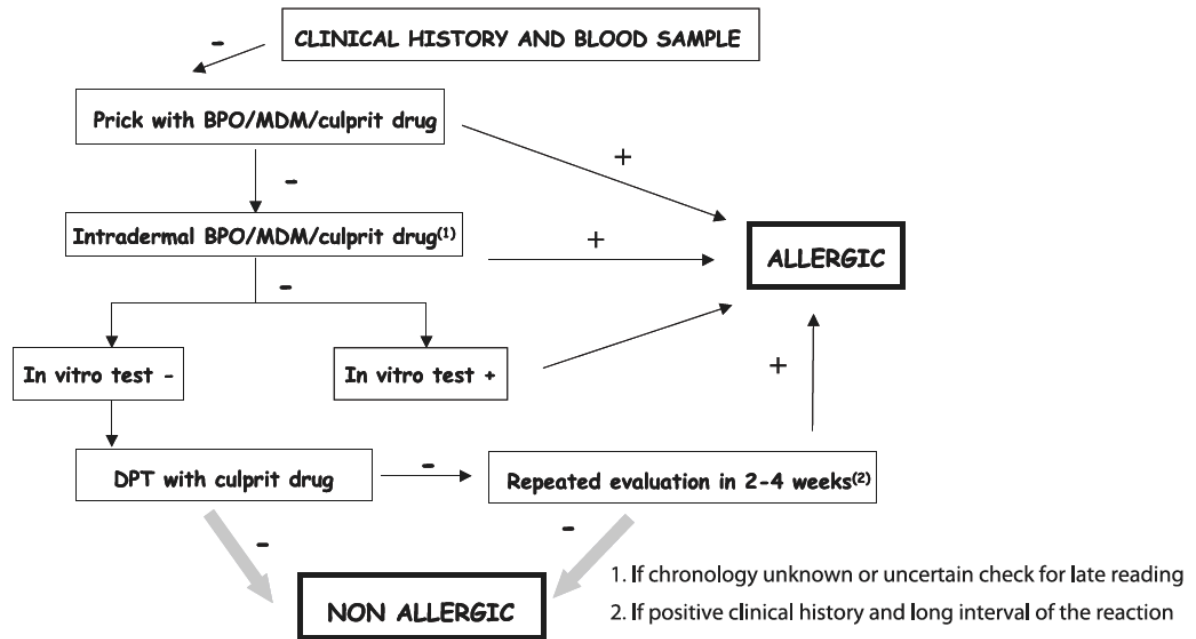 CLINICAL HISTORY AND BLOOD SAMPLE
-
Prick with BPO/MDM/culprit drug
+
-
Intradermal BPO/MDM/culprit drug(1)
+
ALLERGIC
-
In vitro test -
In vitro test +
+
DPT with culprit drug
-
Repeated evaluation in 2-4 weeks(2)
-
-
NON ALLERGIC
1. If chronology unknown or uncertain check for late reading
2. If positive clinical history and long interval of the reaction